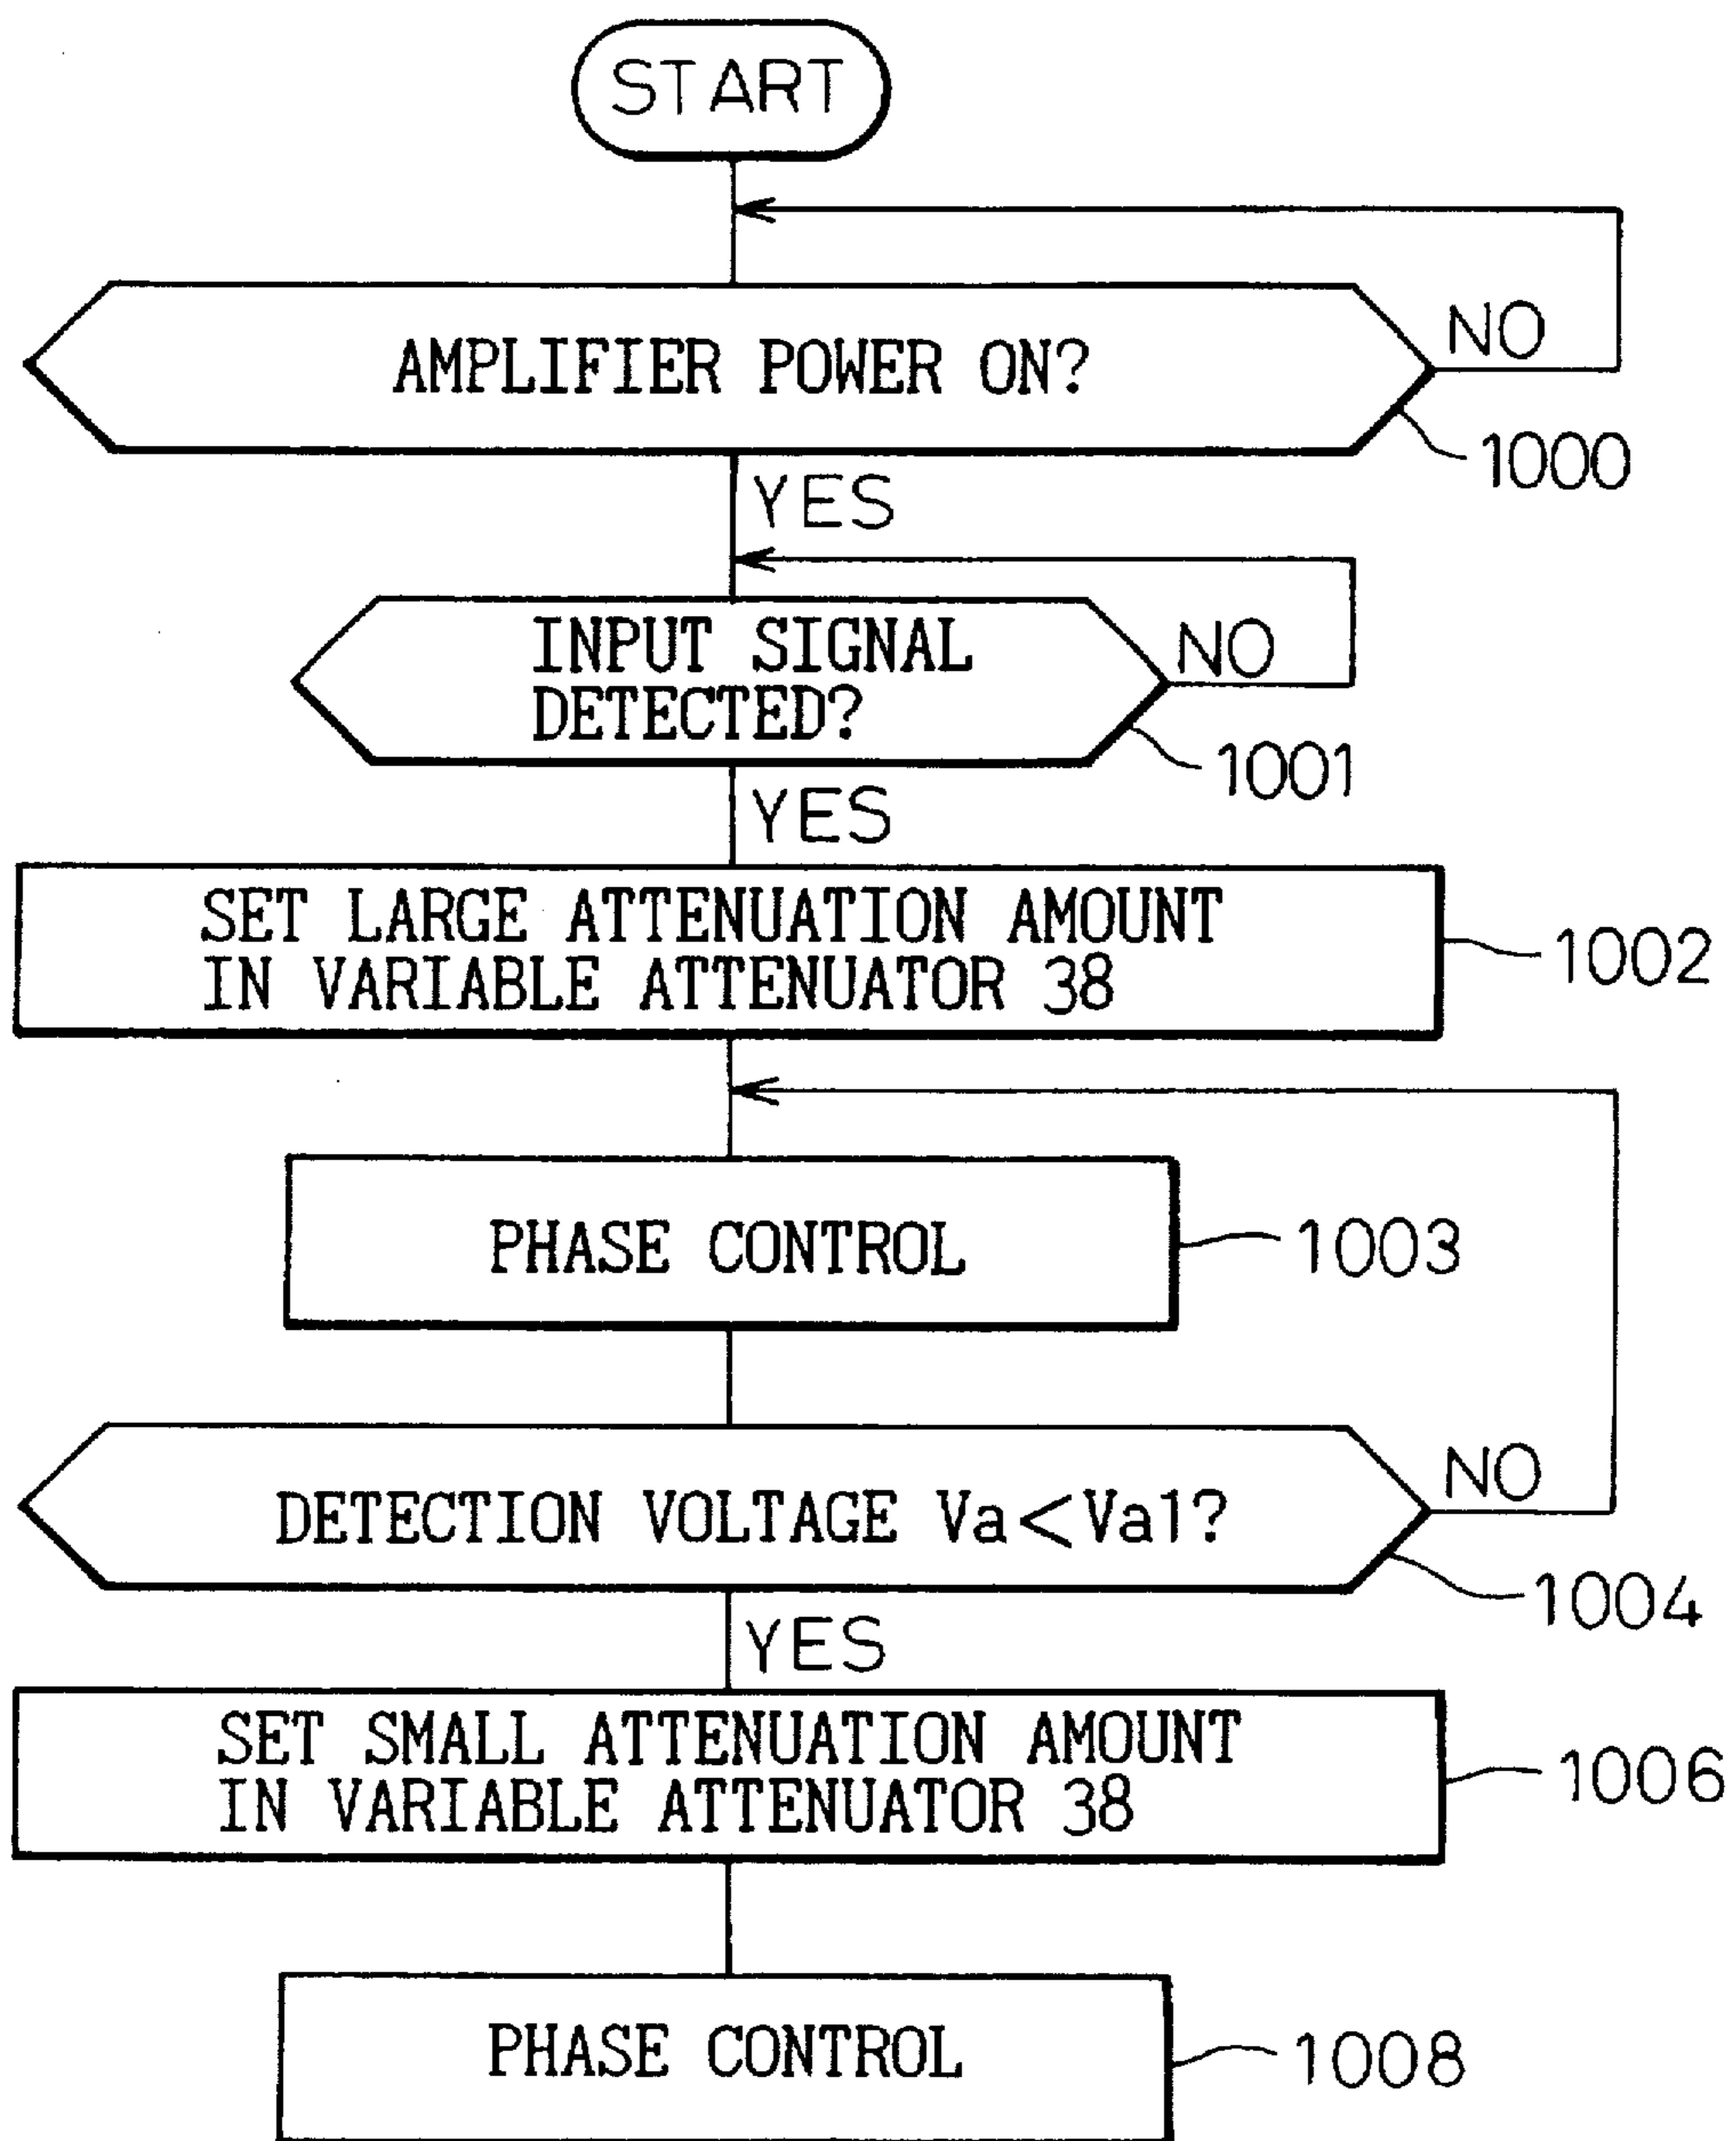 START
AMPLIFIER POWER ON?
NO
1000
YES
INPUT SIGNAL
DETECTED?
NO
1001
YES
SET LARGE ATTENUATION AMOUNT
IN VARIABLE ATTENUATOR 38
1002
PHASE CONTROL
1003
DETECTION VOLTAGE Va<Va1?
NO
1004
YES
SET SMALL ATTENUATION AMOUNT
IN VARIABLE ATTENUATOR 38
1006
PHASE CONTROL
1008